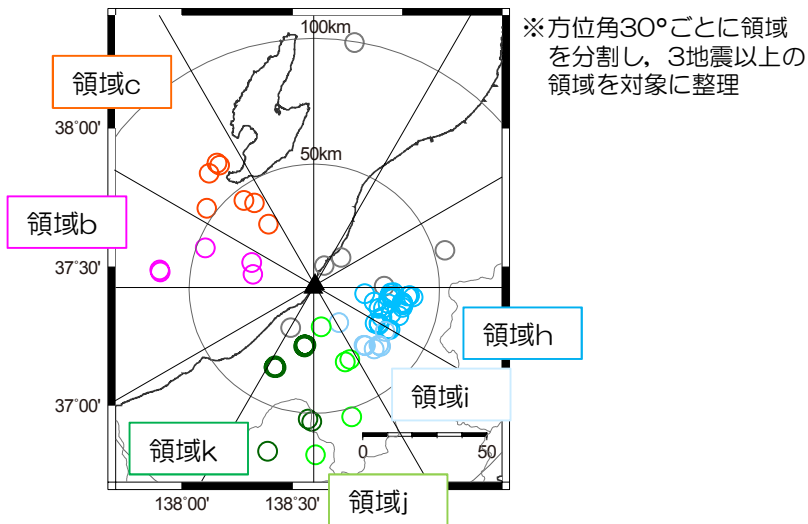 100km
※方位角30°ごとに領域
を分割し，3地震以上の
領域を対象に整理
領域c
38°00'
50km
領域b
37°30'
領域h
領域i
37°00'
領域k
0
50
138°00'
138°30'
領域j